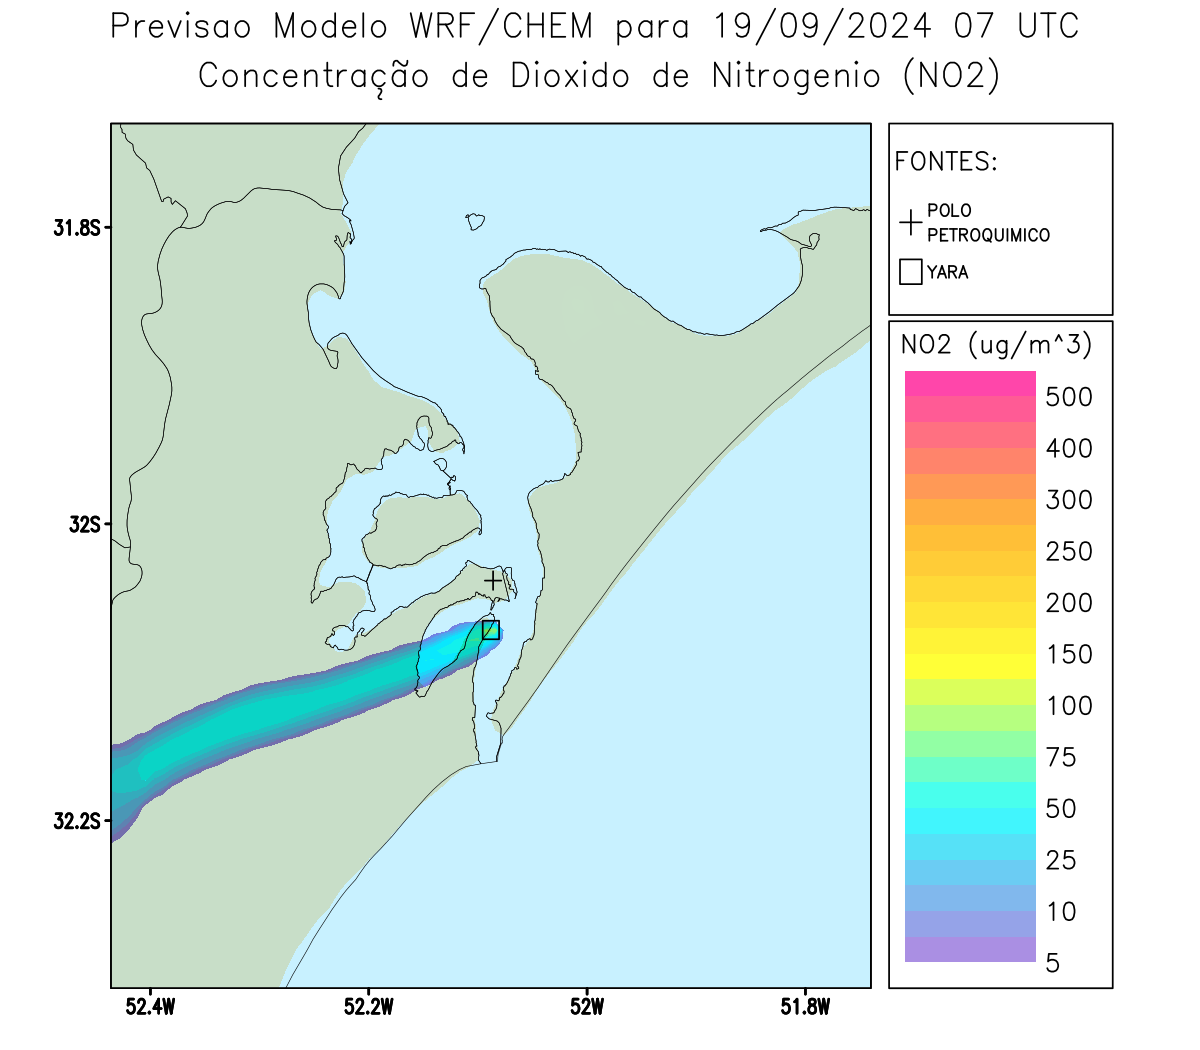 Previsao Modelo WRF/CHEM para 19/09/2024 07 UTC
Concentração de Dioxido de Nitrogenio (NO2)
FONTES:
POLO
PETROQUIMICO
YARA
NO2 (ug/m^3)
500
400
300
250
200
150
100
75
50
25
10
5
31.8S
32S
32.2S
52.4W
52.2W
52W
51.8W